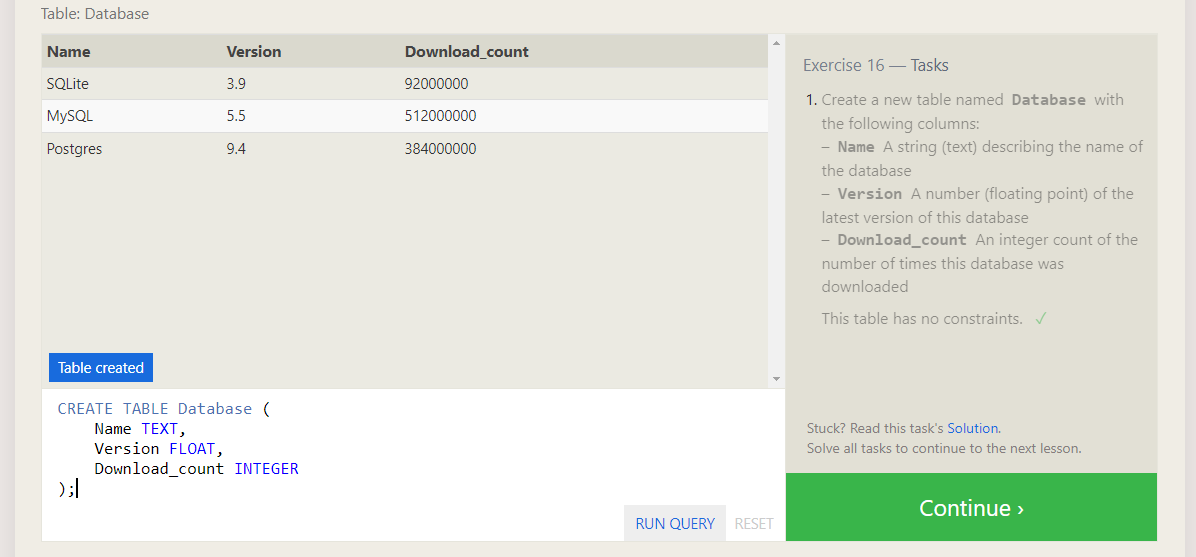 Table: Database
Name Version Download_count
SQLite 3.9 92000000
MySQL 5.5 512000000
Postgres 9.4 384000000
Table created
CREATE TABLE Database (
    Name TEXT,
    Version FLOAT,
    Download_count INTEGER
);
RUN QUERY RESET
Exercise 16 — Tasks
1. Create a new table named Database with
the following columns:
– Name A string (text) describing the name of
the database
– Version A number (floating point) of the
latest version of this database
– Download_count An integer count of the
number of times this database was
downloaded
This table has no constraints. ✓
Stuck? Read this task's Solution.
Solve all tasks to continue to the next lesson.
Continue ›